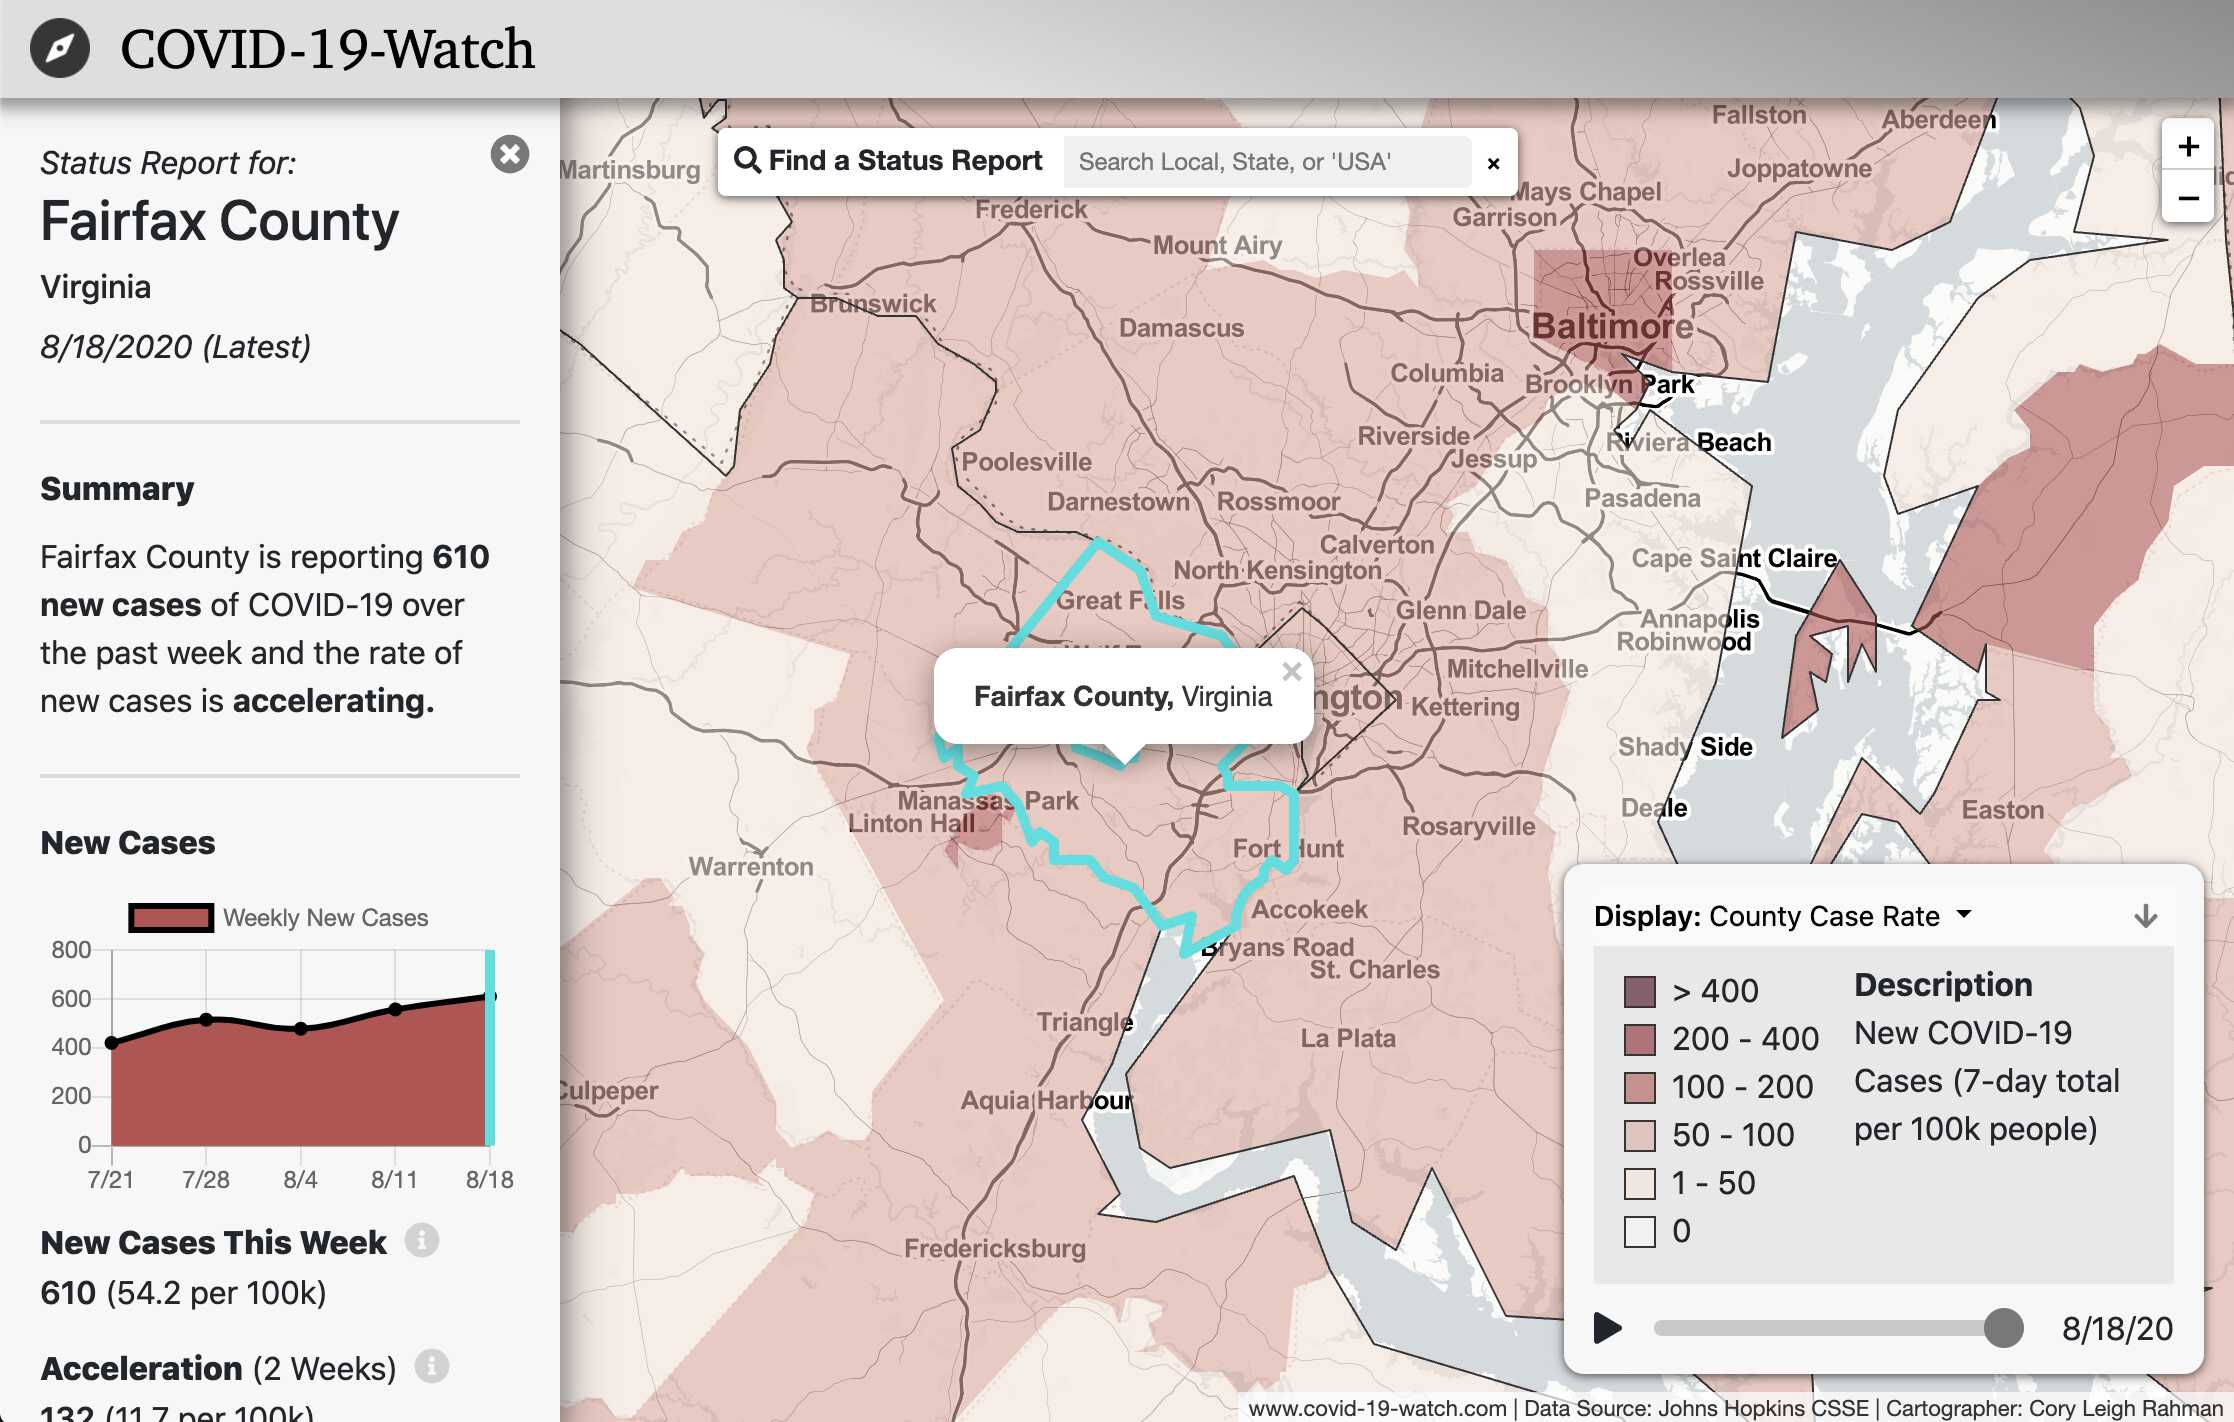 COVID-19-Watch
Status Report for:
Fairfax County
Virginia
8/18/2020 (Latest)
Summary
Fairfax County is reporting 610
new cases of COVID-19 over
the past week and the rate of
new cases is accelerating.
New Cases
Weekly New Cases
800
600
400
200
0
7/21 7/28 8/4 8/11 8/18
New Cases This Week
610 (54.2 per 100k)
Acceleration (2 Weeks)
132 (11.7 per 100k)
Find a Status Report
Search Local, State, or 'USA'
×
+
−
Fallston
Aberdeen
Martinsburg
Joppatowne
Mays Chapel
Frederick
Garrison
Mount Airy
Overlea
Rossville
Brunswick
Damascus
Baltimore
Columbia
Brooklyn Park
Riverside
Riviera Beach
Jessup
Poolesville
Darnestown
Rossmoor
Pasadena
Calverton
Cape Saint Claire
North Kensington
Great Falls
Glenn Dale
Annapolis
Robinwood
Mitchellville
Fairfax County, Virginia
×
ngton
Kettering
Shady Side
Manassas Park
Linton Hall
Deale
Easton
Rosaryville
Fort Hunt
Warrenton
Accokeek
Bryans Road
St. Charles
Triangle
La Plata
Culpeper
Aquia Harbour
Fredericksburg
Display: County Case Rate
> 400
200 - 400
100 - 200
50 - 100
1 - 50
0
Description
New COVID-19
Cases (7-day total
per 100k people)
8/18/20
www.covid-19-watch.com | Data Source: Johns Hopkins CSSE | Cartographer: Cory Leigh Rahman